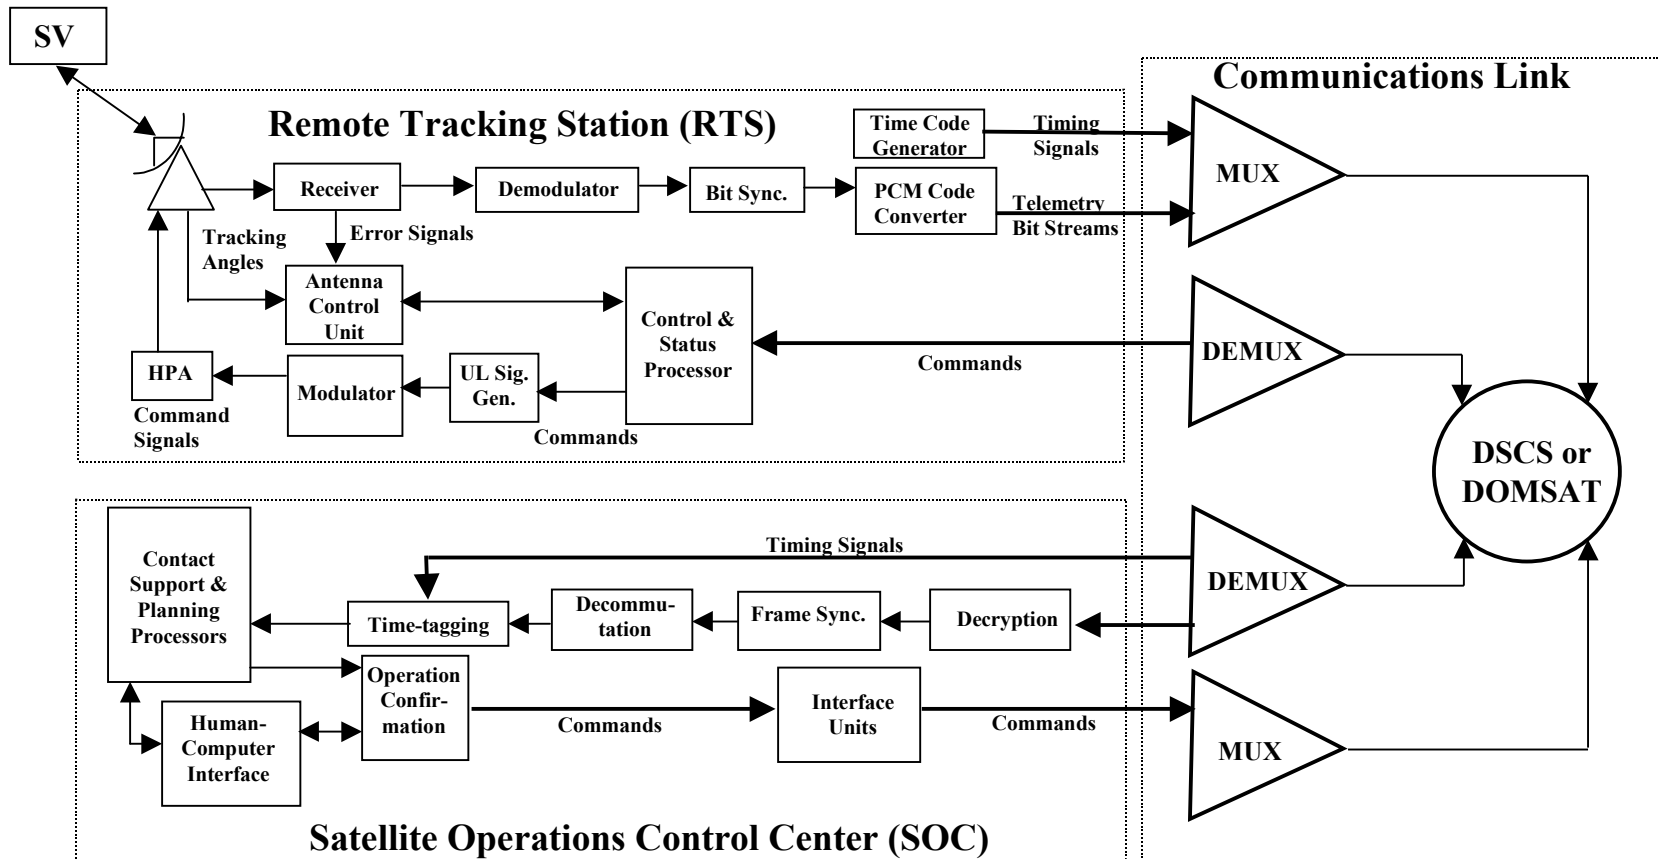 SV
Communications Link
Remote Tracking Station (RTS)
Time Code
Generator
Timing
Signals
MUX
Receiver
Demodulator
Bit Sync.
PCM Code
Converter
Telemetry
Bit Streams
Tracking
Angles
Error Signals
Antenna
Control
Unit
Control &
Status
Processor
Commands
DEMUX
HPA
Modulator
UL Sig.
Gen.
Command
Signals
Commands
DSCS or
DOMSAT
Contact
Support &
Planning
Processors
Timing Signals
DEMUX
Time-tagging
Decommu-
tation
Frame Sync.
Decryption
Operation
Confir-
mation
Commands
Interface
Units
Commands
MUX
Human-
Computer
Interface
Satellite Operations Control Center (SOC)